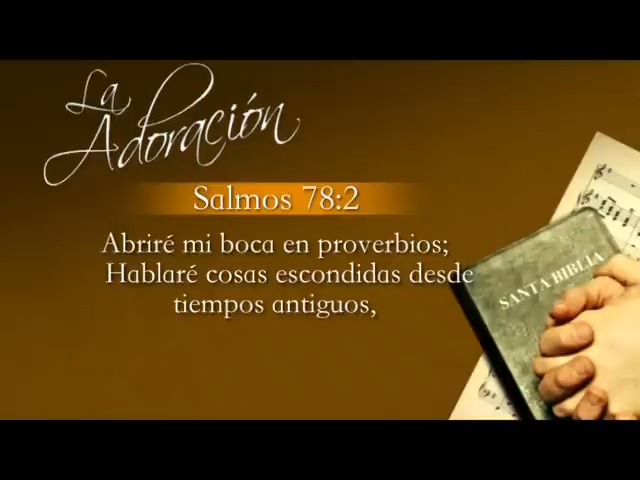 La
Adoración
Salmos 78:2
Abriré mi boca en proverbios;
Hablaré cosas escondidas desde
tiempos antiguos,
SANTA BIBLIA